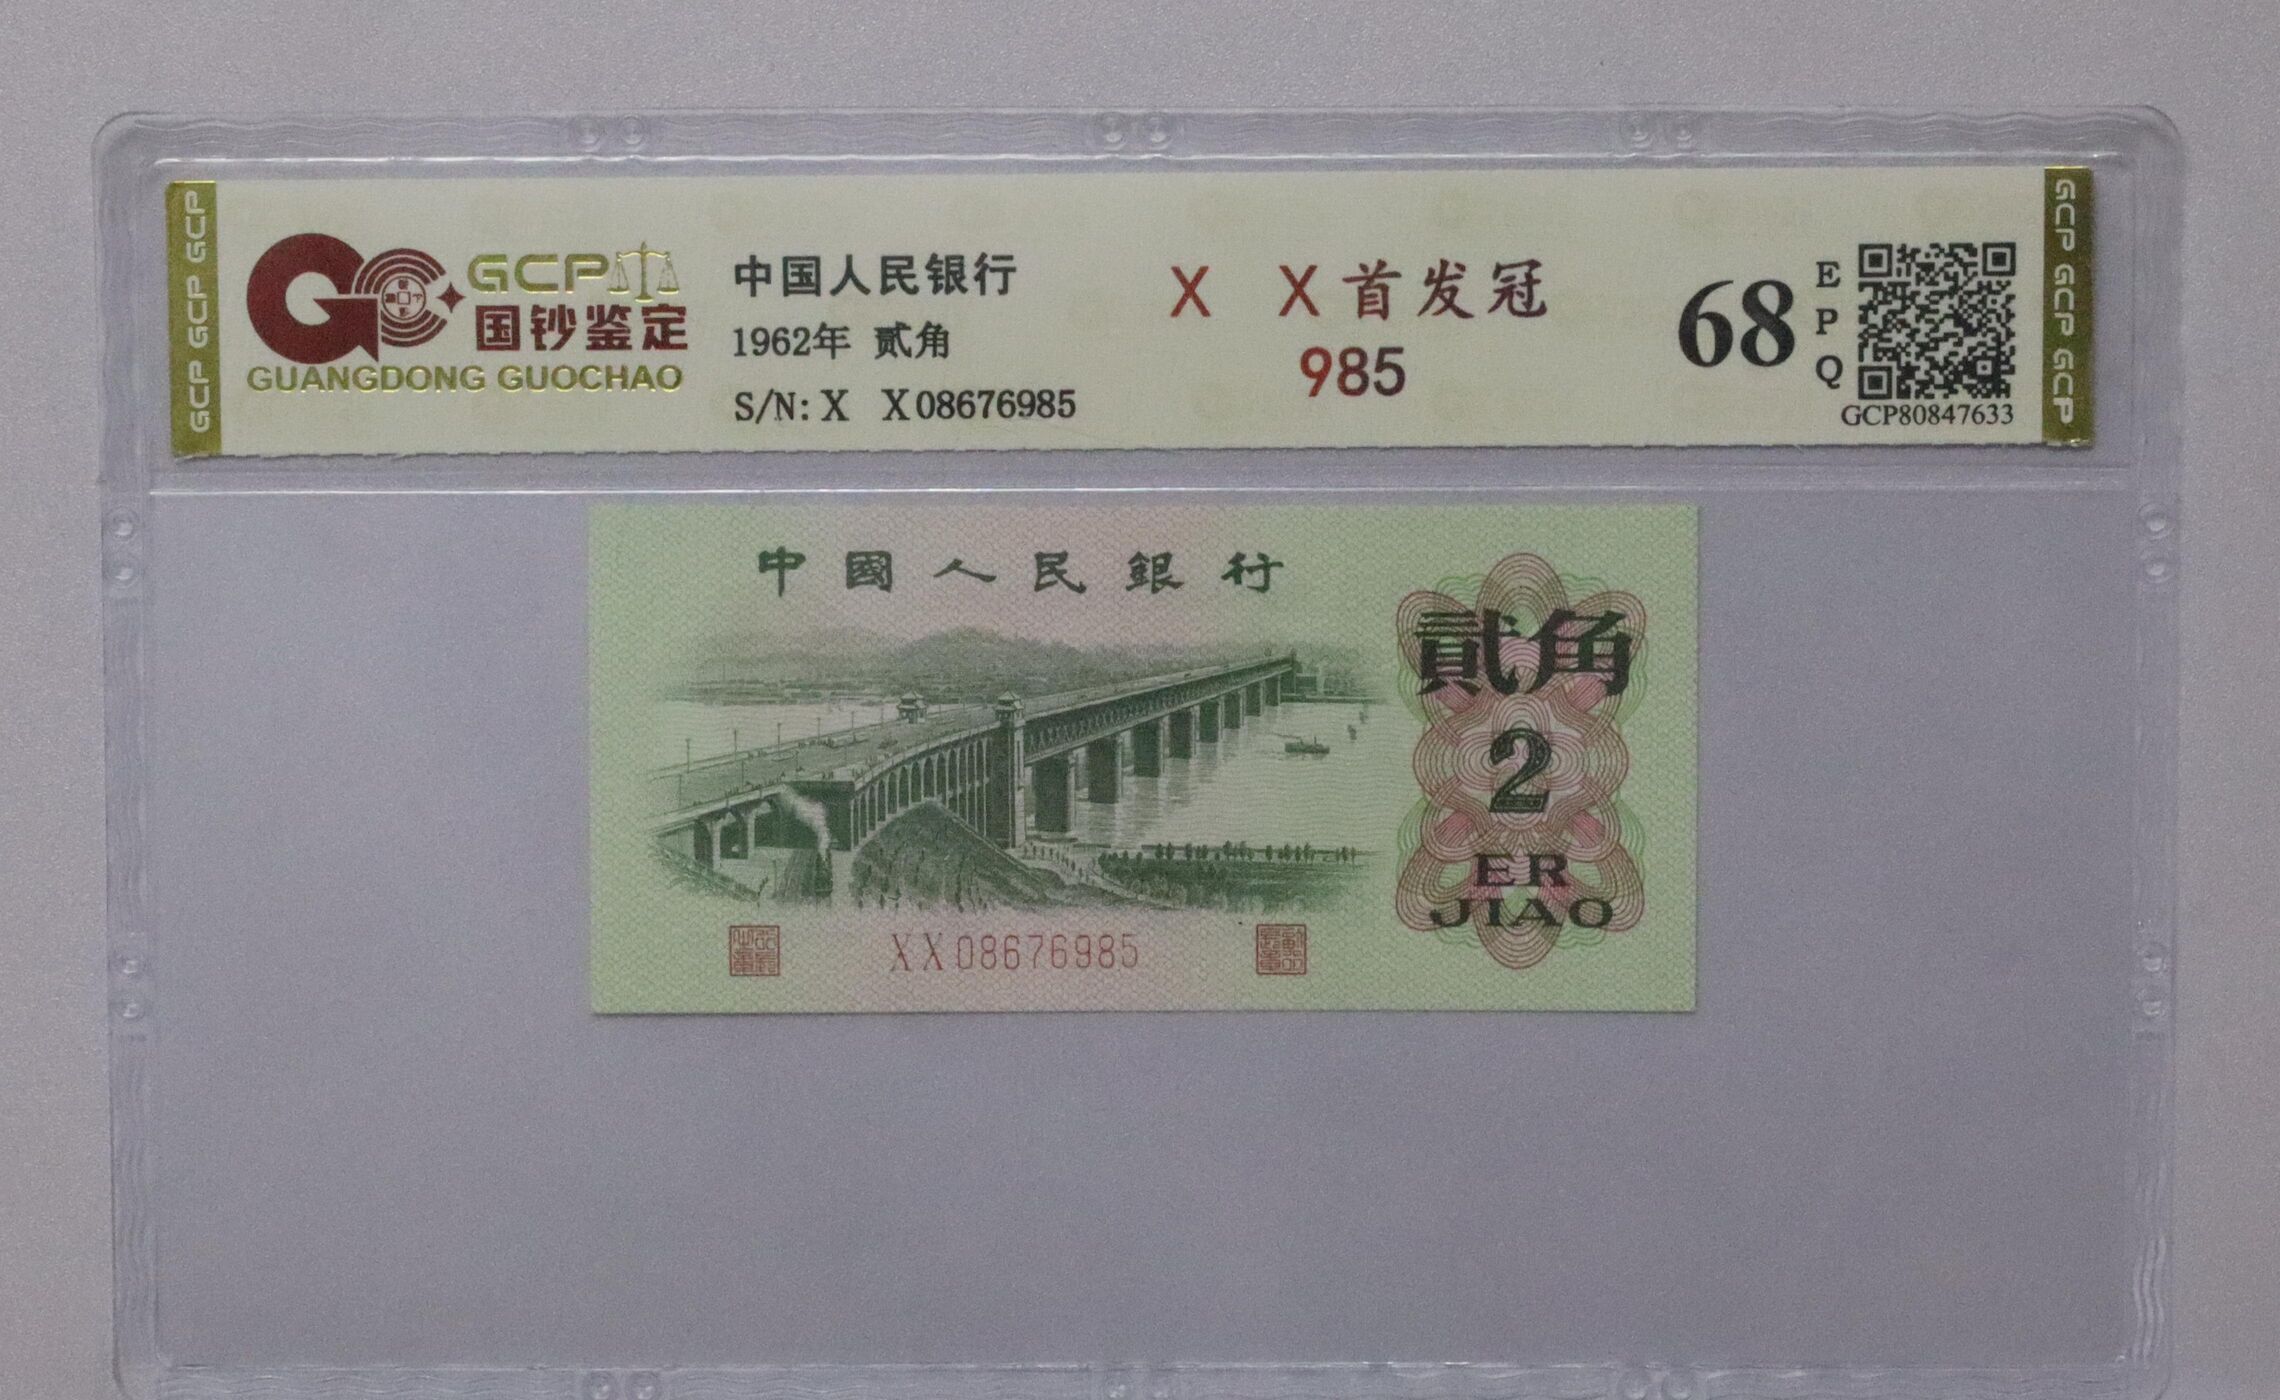 GCP GCP GCP
GCP
国钞鉴定
GUANGDONG GUOCHAO
中国人民银行
1962年 贰角
S/N: X X08676985
X X首发冠
985
68
E
P
Q
GCP80847633
GCP GCP GCP
中國人民銀行
貳角
2
ER
JIAO
XX08676985